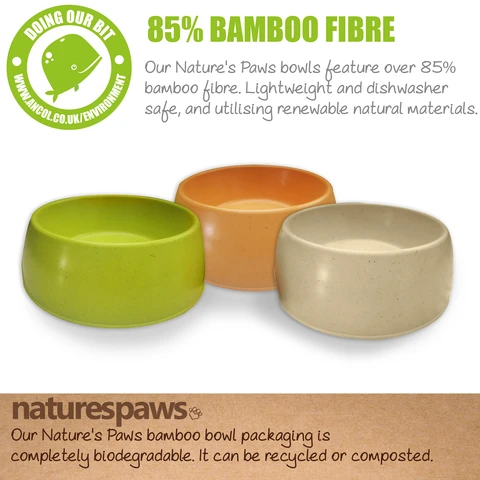 DOING OUR BIT
WWW.ANCOL.CO.UK/ENVIRONMENT
85% BAMBOO FIBRE
Our Nature's Paws bowls feature over 85%
bamboo fibre. Lightweight and dishwasher
safe, and utilising renewable natural materials.
naturespaws
Our Nature's Paws bamboo bowl packaging is
completely biodegradable. It can be recycled or composted.